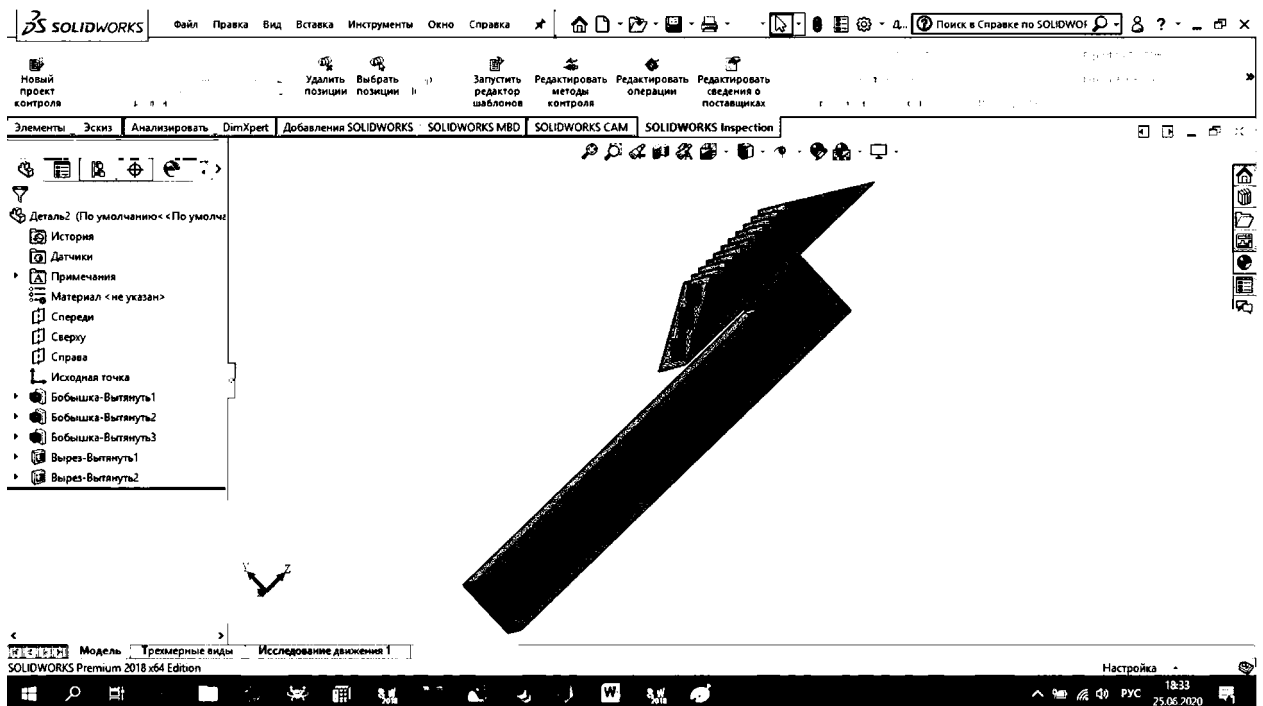 SOLIDWORKS Файл Правка Вид Вставка Инструменты Окно Справка Д... Поиск в Справке по SOLIDWOF ?
Новый проект контроля
Удалить позиции
Выбрать позиции
Запустить редактор шаблонов
Редактировать методы контроля
Редактировать операции
Редактировать сведения о поставщиках
Элементы Эскиз Анализировать DimXpert Добавления SOLIDWORKS SOLIDWORKS MBD SOLIDWORKS CAM SOLIDWORKS Inspection
Деталь2 (По умолчанию<<По умолча
История
Датчики
Примечания
Материал <не указан>
Спереди
Сверху
Справа
Исходная точка
Бобышка-Вытянуть1
Бобышка-Вытянуть2
Бобышка-Вытянуть3
Вырез-Вытянуть1
Вырез-Вытянуть2
Y Z
Модель Трехмерные виды Исследование движения 1
SOLIDWORKS Premium 2018 x64 Edition Настройка
РУС 18:33
25.06.2020